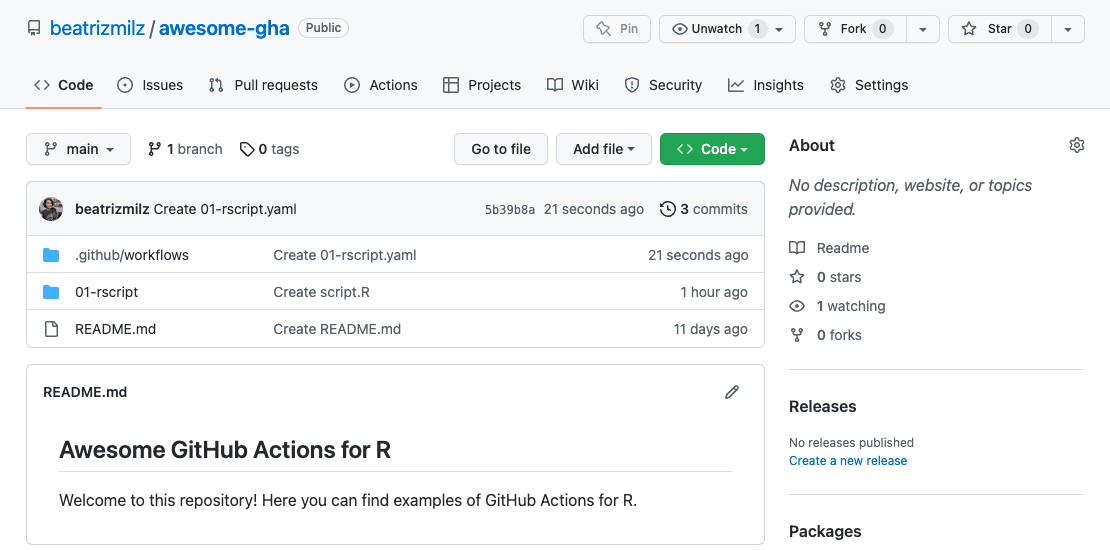 beatrizmilz / awesome-gha Public Pin Unwatch 1 Fork 0 Star 0
Code Issues Pull requests Actions Projects Wiki Security Insights Settings
main 1 branch 0 tags Go to file Add file Code
beatrizmilz Create 01-rscript.yaml 5b39b8a 21 seconds ago 3 commits
.github/workflows Create 01-rscript.yaml 21 seconds ago
01-rscript Create script.R 1 hour ago
README.md Create README.md 11 days ago
README.md
Awesome GitHub Actions for R
Welcome to this repository! Here you can find examples of GitHub Actions for R.
About
No description, website, or topics
provided.
Readme
0 stars
1 watching
0 forks
Releases
No releases published
Create a new release
Packages